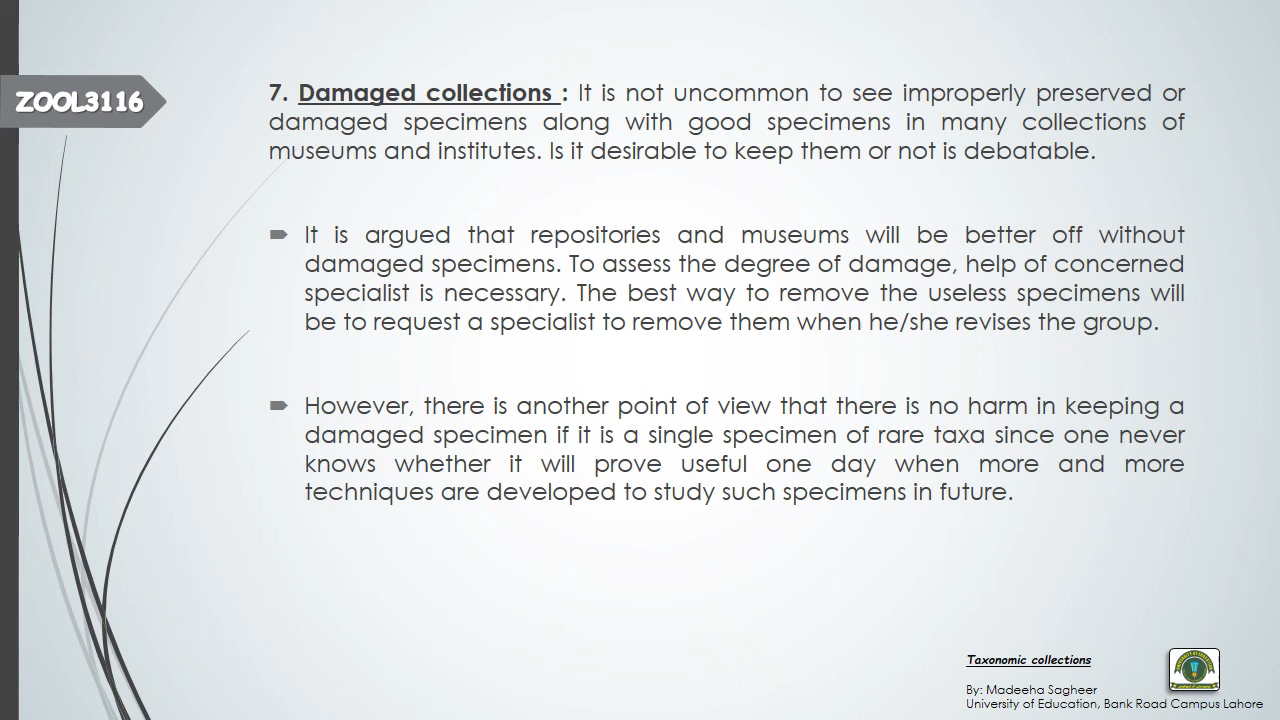 ZOOL3116
7. Damaged collections : It is not uncommon to see improperly preserved or
damaged specimens along with good specimens in many collections of
museums and institutes. Is it desirable to keep them or not is debatable.
It is argued that repositories and museums will be better off without
damaged specimens. To assess the degree of damage, help of concerned
specialist is necessary. The best way to remove the useless specimens will
be to request a specialist to remove them when he/she revises the group.
However, there is another point of view that there is no harm in keeping a
damaged specimen if it is a single specimen of rare taxa since one never
knows whether it will prove useful one day when more and more
techniques are developed to study such specimens in future.
Taxonomic collections
By: Madeeha Sagheer
University of Education, Bank Road Campus Lahore